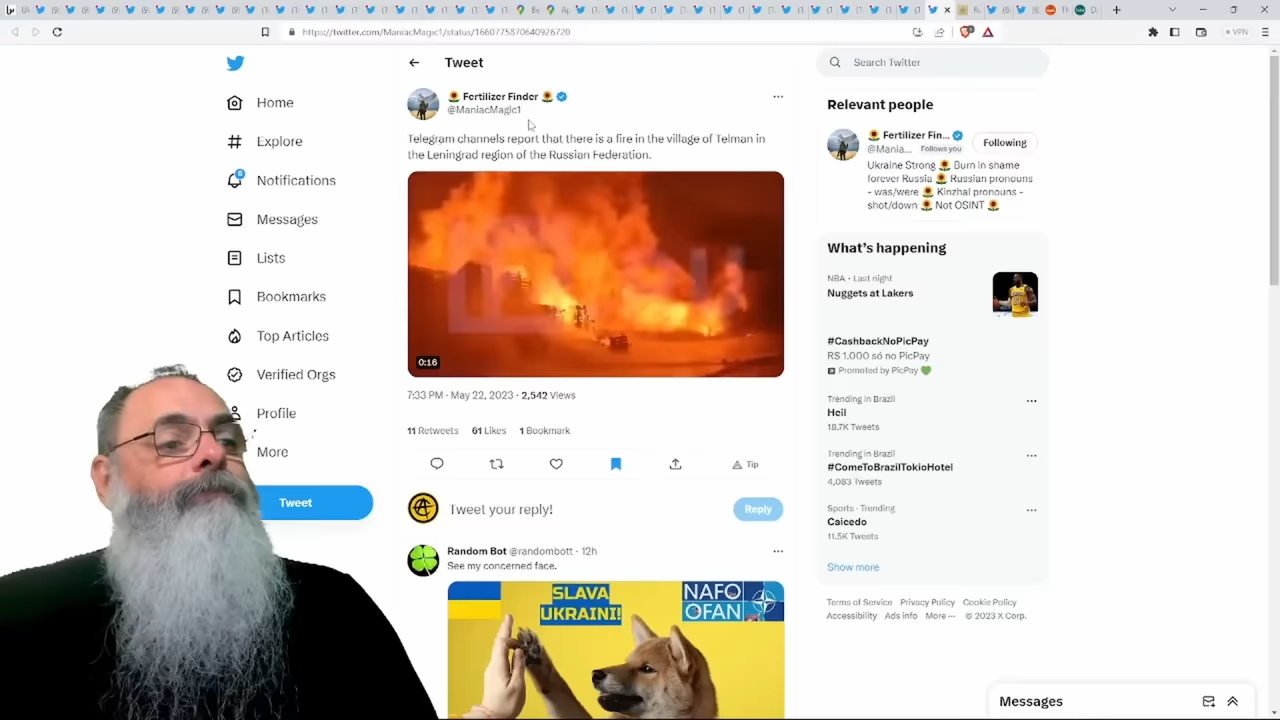 https://twitter.com/ManiacMagic1/status/1660775870640926720
VPN
Home
Explore
Notifications
Messages
Lists
Bookmarks
Top Articles
Verified Orgs
Profile
More
Tweet
Tweet
Fertilizer Finder
@ManiacMagic1
Telegram channels report that there is a fire in the village of Telman in
the Leningrad region of the Russian Federation.
0:16
7:33 PM · May 22, 2023 · 2,542 Views
11 Retweets 61 Likes 1 Bookmark
Tip
Tweet your reply!
Reply
Random Bot @randombott · 12h
See my concerned face.
SLAVA
UKRAINI!
NAFO
OFAN
Search Twitter
Relevant people
Fertilizer Fin...
@Mania... Follows you
Following
Ukraine Strong Burn in shame
forever Russia Russian pronouns
- was/were Kinzhal pronouns -
shot/down Not OSINT
What's happening
NBA · Last night
Nuggets at Lakers
#CashbackNoPicPay
R$ 1.000 só no PicPay
Promoted by PicPay
Trending in Brazil
Heil
18.7K Tweets
Trending in Brazil
#ComeToBrazilTokioHotel
4,083 Tweets
Sports · Trending
Caicedo
11.5K Tweets
Show more
Terms of Service Privacy Policy Cookie Policy
Accessibility Ads info More ··· © 2023 X Corp.
Messages